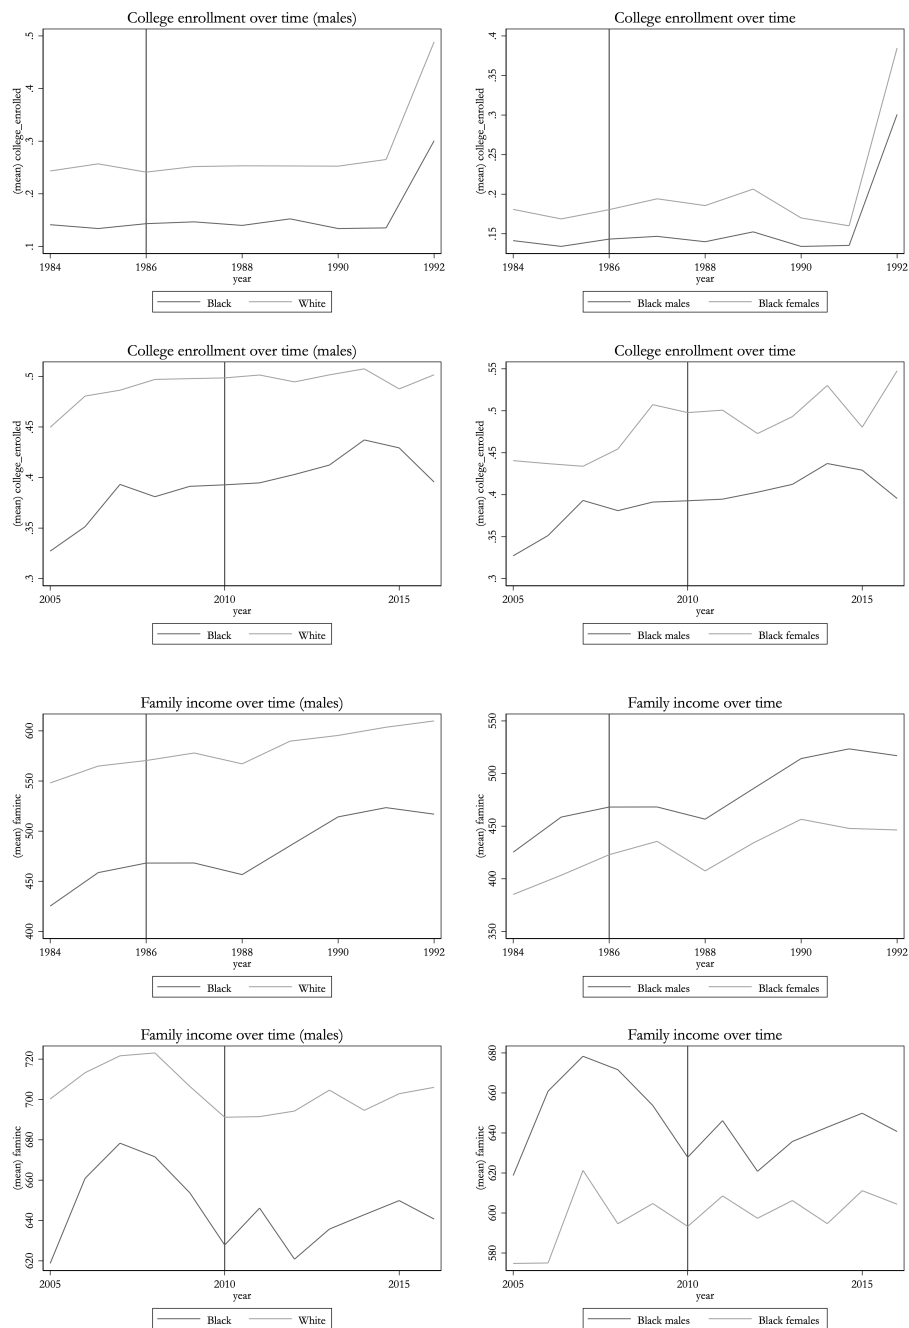 College enrollment over time (males)
(mean) college_enrolled
.5
.4
.3
.2
.1
1984 1986 1988 1990 1992
year
Black White
College enrollment over time
(mean) college_enrolled
.4
.35
.3
.25
.2
.15
1984 1986 1988 1990 1992
year
Black males Black females
College enrollment over time (males)
(mean) college_enrolled
.5
.45
.4
.35
.3
2005 2010 2015
year
Black White
College enrollment over time
(mean) college_enrolled
.55
.5
.45
.4
.35
.3
2005 2010 2015
year
Black males Black females
Family income over time (males)
(mean) faminc
600
550
500
450
400
1984 1986 1988 1990 1992
year
Black White
Family income over time
(mean) faminc
550
500
450
400
350
1984 1986 1988 1990 1992
year
Black males Black females
Family income over time (males)
(mean) faminc
720
700
680
660
640
620
2005 2010 2015
year
Black White
Family income over time
(mean) faminc
680
660
640
620
600
580
2005 2010 2015
year
Black males Black females